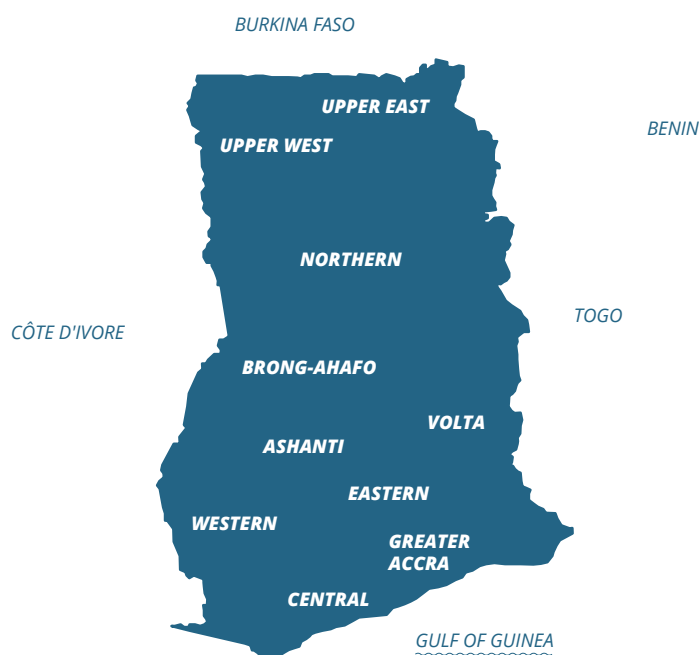 BURKINA FASO
UPPER EAST
BENIN
UPPER WEST
NORTHERN
TOGO
CÔTE D'IVORE
BRONG-AHAFO
VOLTA
ASHANTI
EASTERN
WESTERN
GREATER
ACCRA
CENTRAL
GULF OF GUINEA